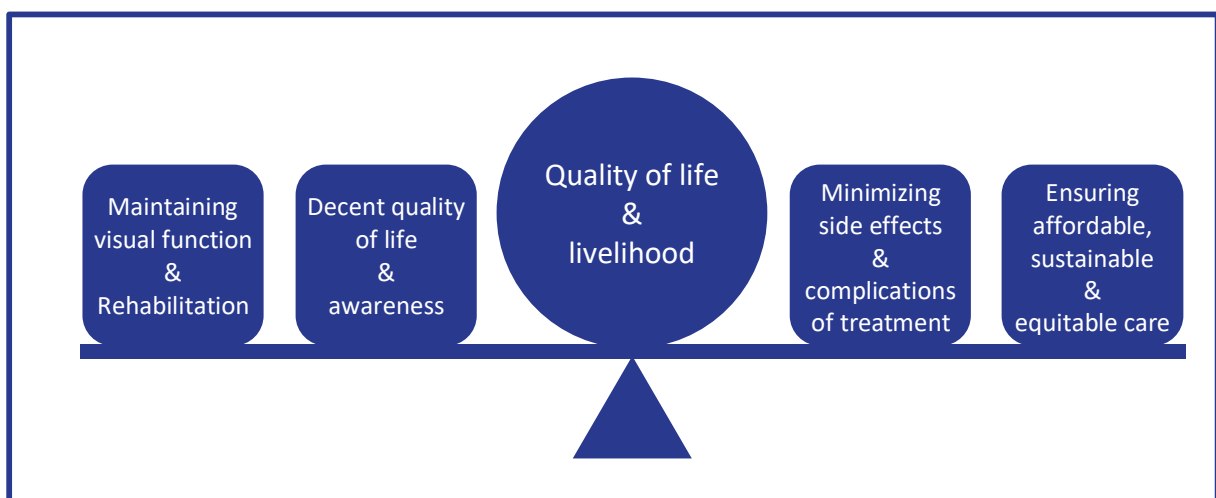 Maintaining
visual function
&
Rehabilitation
Decent quality
of life
&
awareness
Quality of life
&
livelihood
Minimizing
side effects
&
complications
of treatment
Ensuring
affordable,
sustainable
&
equitable care